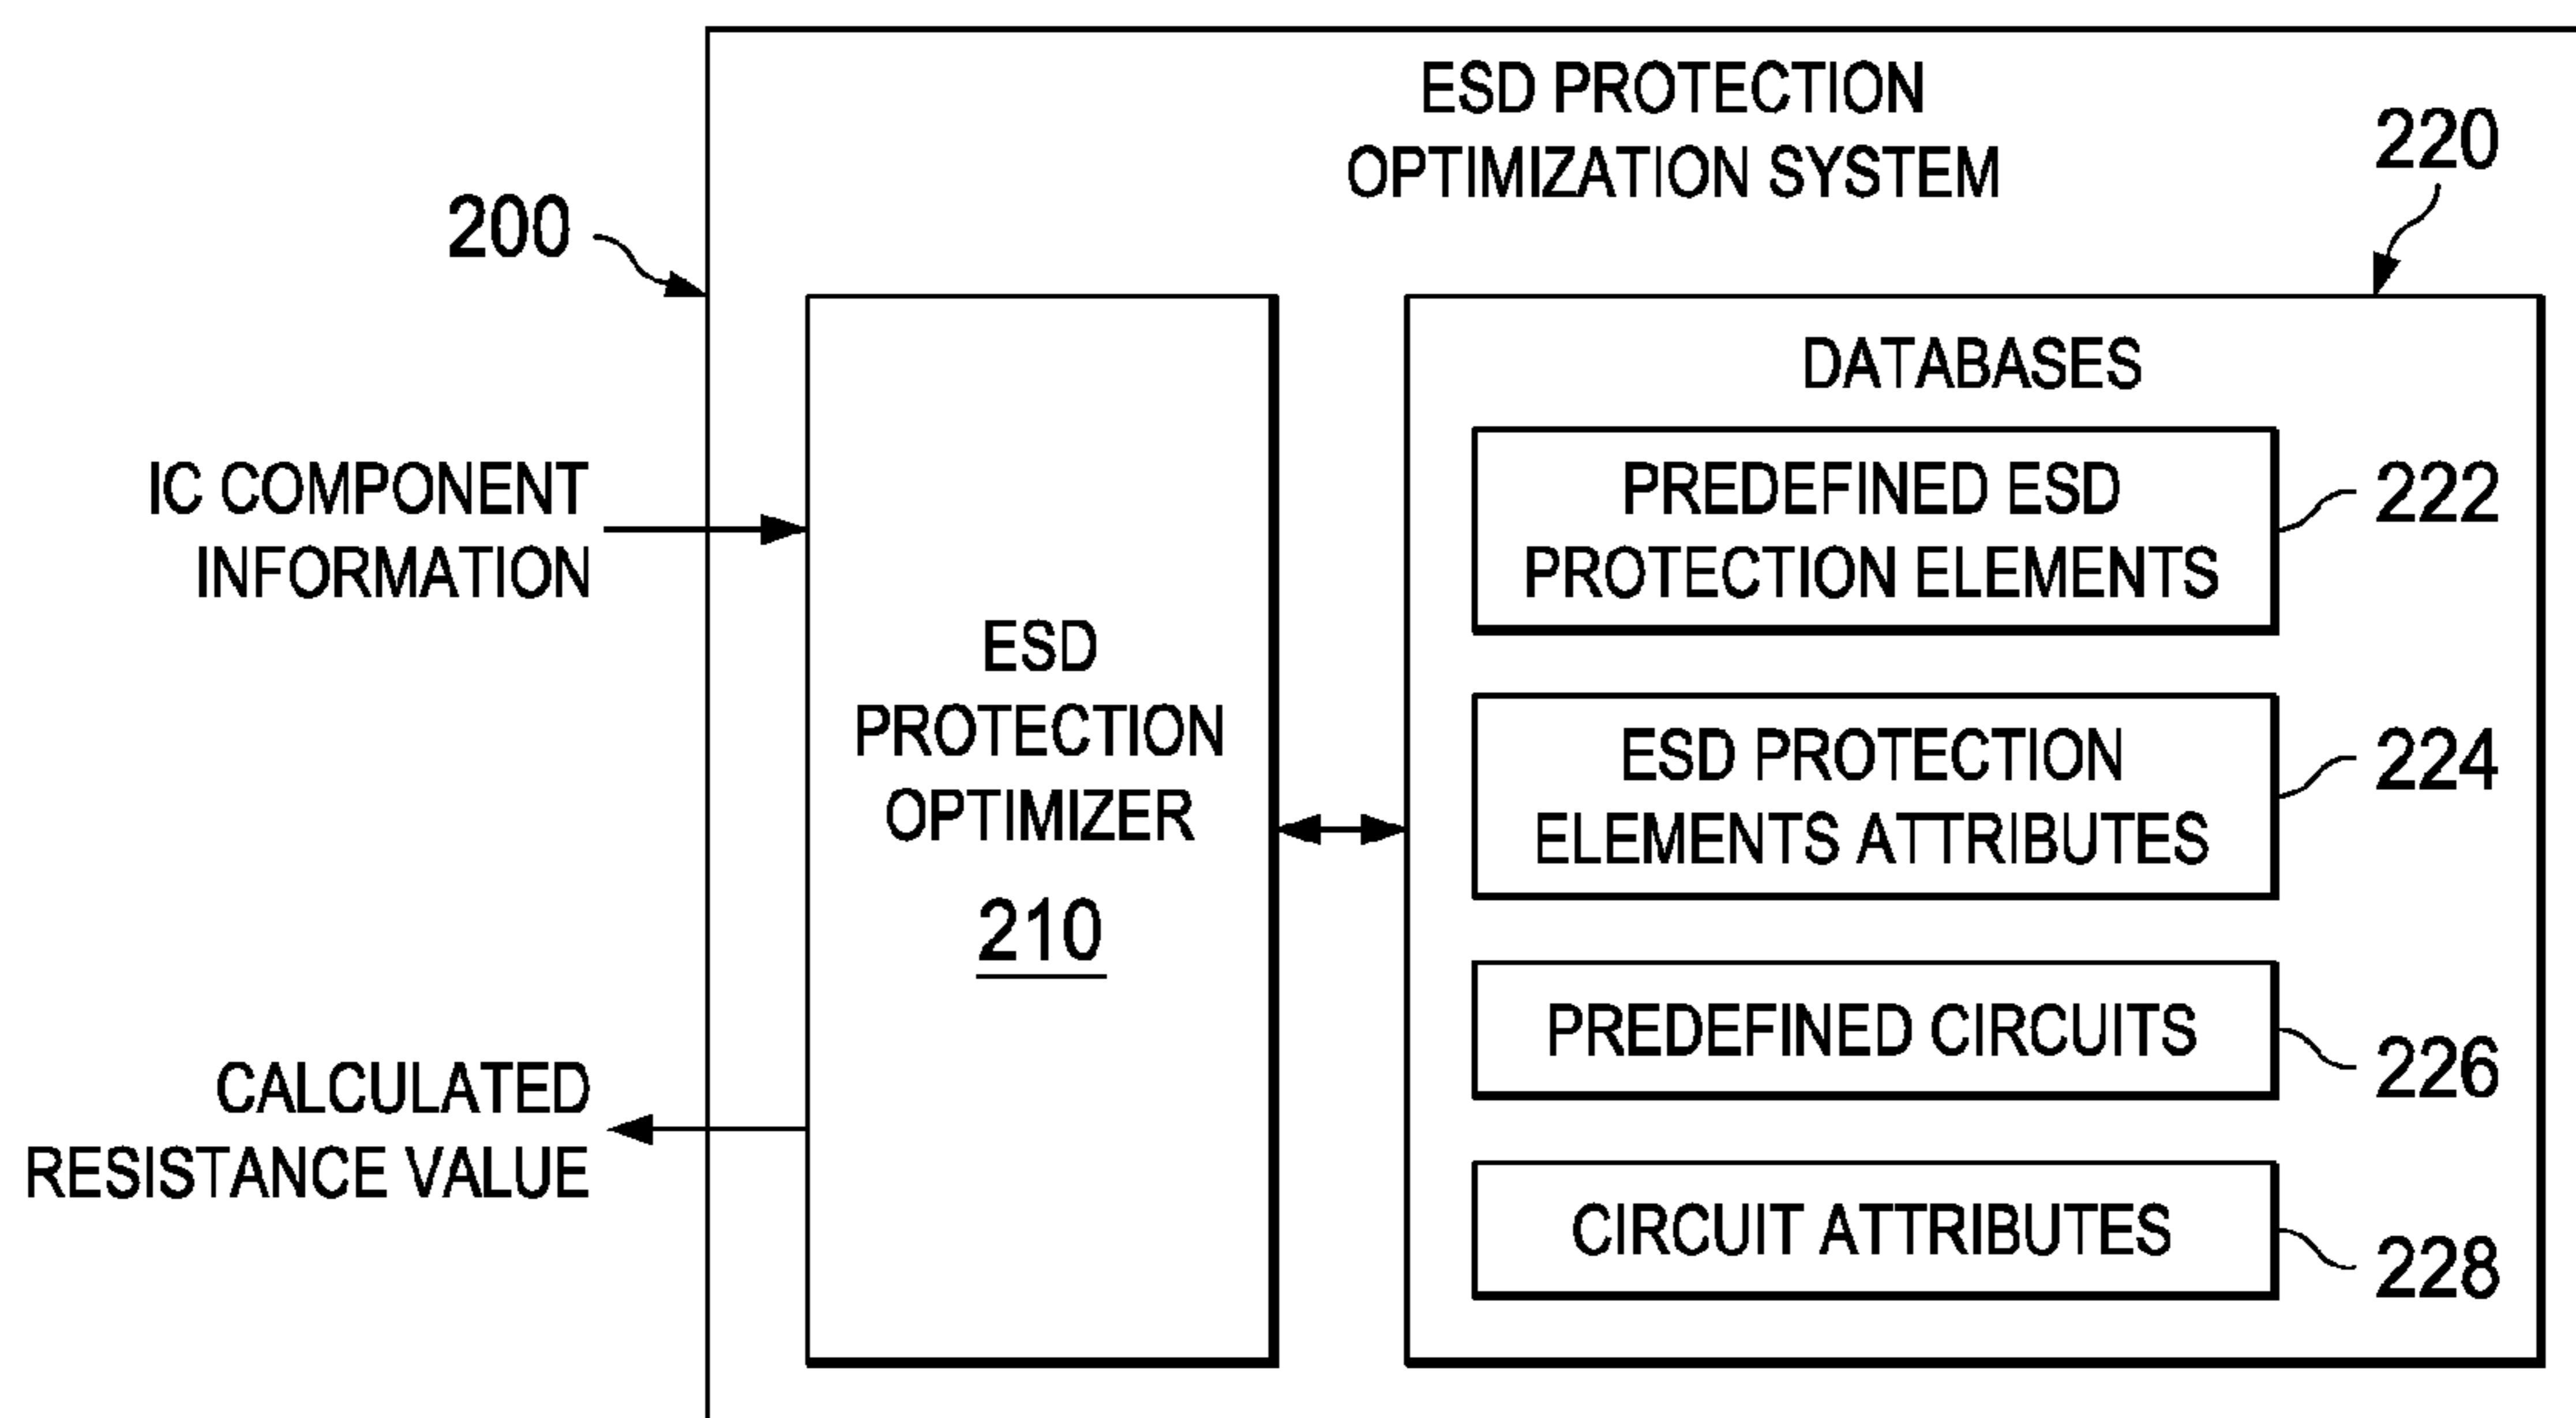 ESD PROTECTION
OPTIMIZATION SYSTEM
200
220
IC COMPONENT
INFORMATION
CALCULATED
RESISTANCE VALUE
ESD
PROTECTION
OPTIMIZER
210
DATABASES
PREDEFINED ESD
PROTECTION ELEMENTS
222
ESD PROTECTION
ELEMENTS ATTRIBUTES
224
PREDEFINED CIRCUITS
226
CIRCUIT ATTRIBUTES
228